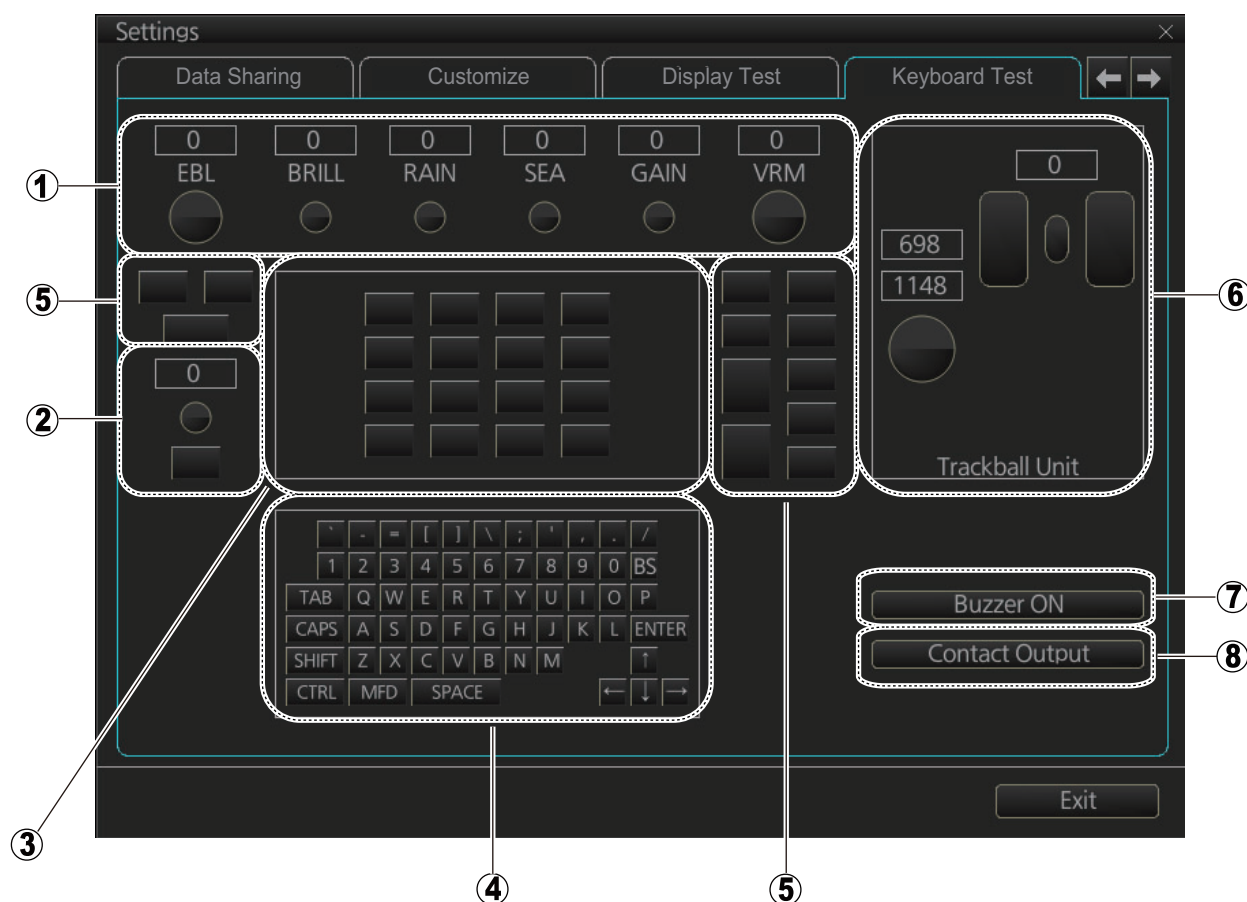 Settings
Data Sharing Customize Display Test Keyboard Test
0 0 0 0 0 0
EBL BRILL RAIN SEA GAIN VRM
1
5
0
2
0
698
1148
6
Trackball Unit
` - = [ ] \ ; ' , . /
1 2 3 4 5 6 7 8 9 0 BS
TAB Q W E R T Y U I O P
CAPS A S D F G H J K L ENTER
SHIFT Z X C V B N M ↑
CTRL MFD SPACE ← ↓ →
Buzzer ON
7
Contact Output
8
Exit
3
4
5